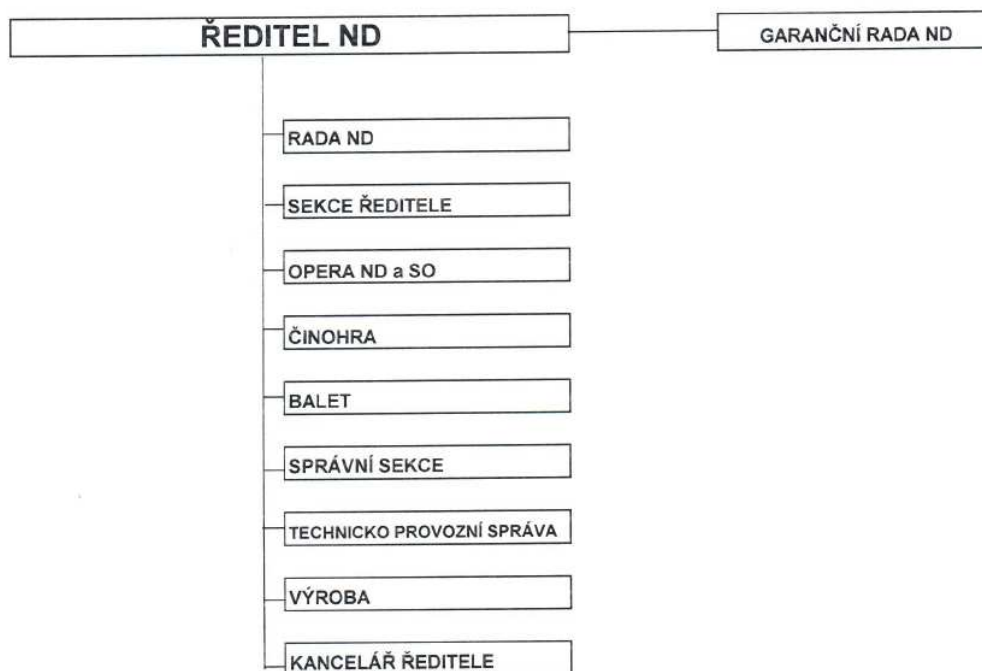 ŘEDITEL ND
GARANČNÍ RADA ND
RADA ND
SEKCE ŘEDITELE
OPERA ND a SO
ČINOHRA
BALET
SPRÁVNÍ SEKCE
TECHNICKO PROVOZNÍ SPRÁVA
VÝROBA
KANCELÁŘ ŘEDITELE